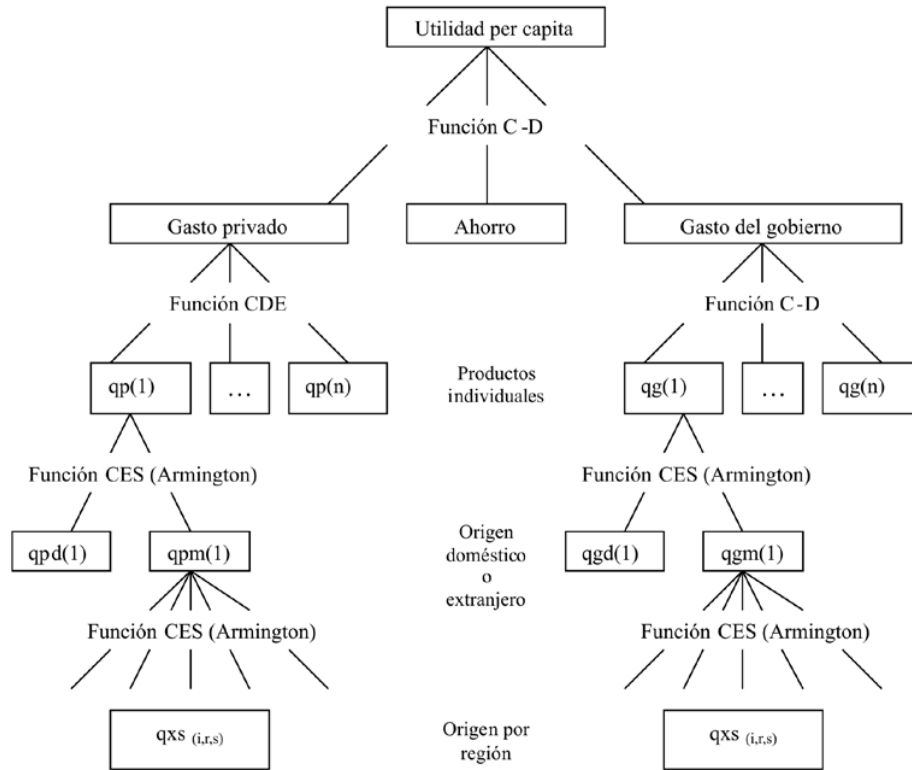 Utilidad per capita
Función C-D
Gasto privado
Ahorro
Gasto del gobierno
Función CDE
Función C-D
qp(1)
...
qp(n)
Productos
individuales
qg(1)
...
qg(n)
Función CES (Armington)
Función CES (Armington)
qpd(1)
qpm(1)
Origen
doméstico
o
extranjero
qgd(1)
qgm(1)
Función CES (Armington)
Función CES (Armington)
qxs (i,r,s)
Origen por
región
qxs (i,r,s)